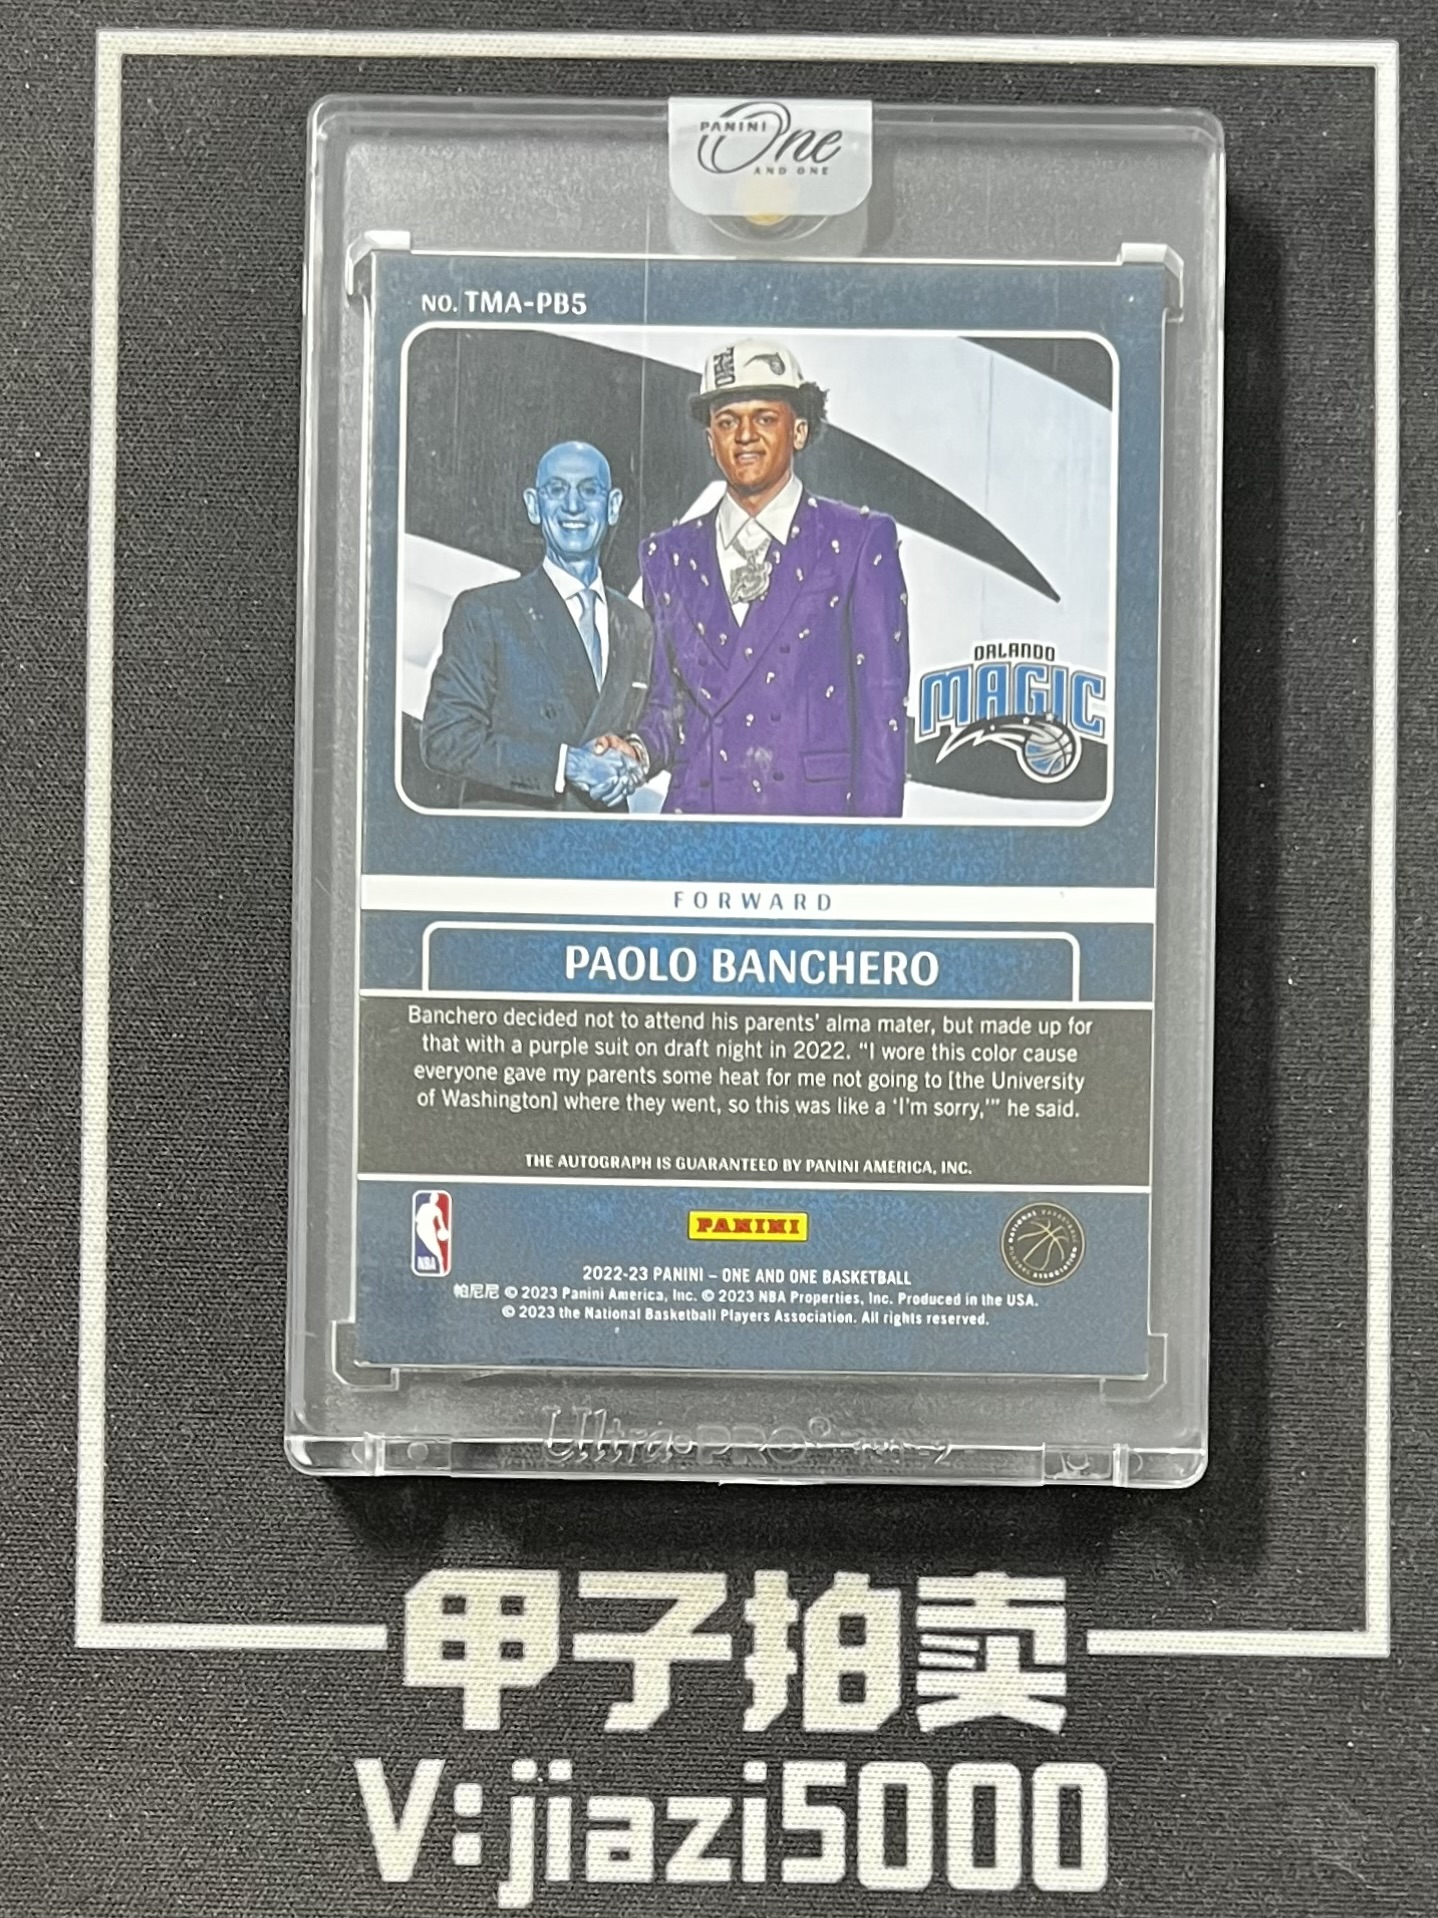 PANINI One
AND ONE
NO. TMA-PB5
ORLANDO
MAGIC
FORWARD
PAOLO BANCHERO
Banchero decided not to attend his parents' alma mater, but made up for
that with a purple suit on draft night in 2022. "I wore this color cause
everyone gave my parents some heat for me not going to [the University
of Washington] where they went, so this was like a 'I'm sorry,'" he said.
THE AUTOGRAPH IS GUARANTEED BY PANINI AMERICA, INC.
NBA
PANINI
NATIONAL BASKETBALL PLAYERS ASSOCIATION
2022-23 PANINI – ONE AND ONE BASKETBALL
帕尼尼 © 2023 Panini America, Inc. © 2023 NBA Properties, Inc. Produced in the USA.
© 2023 the National Basketball Players Association. All rights reserved.
Ultra PRO®
甲子拍卖
V:jiazi5000